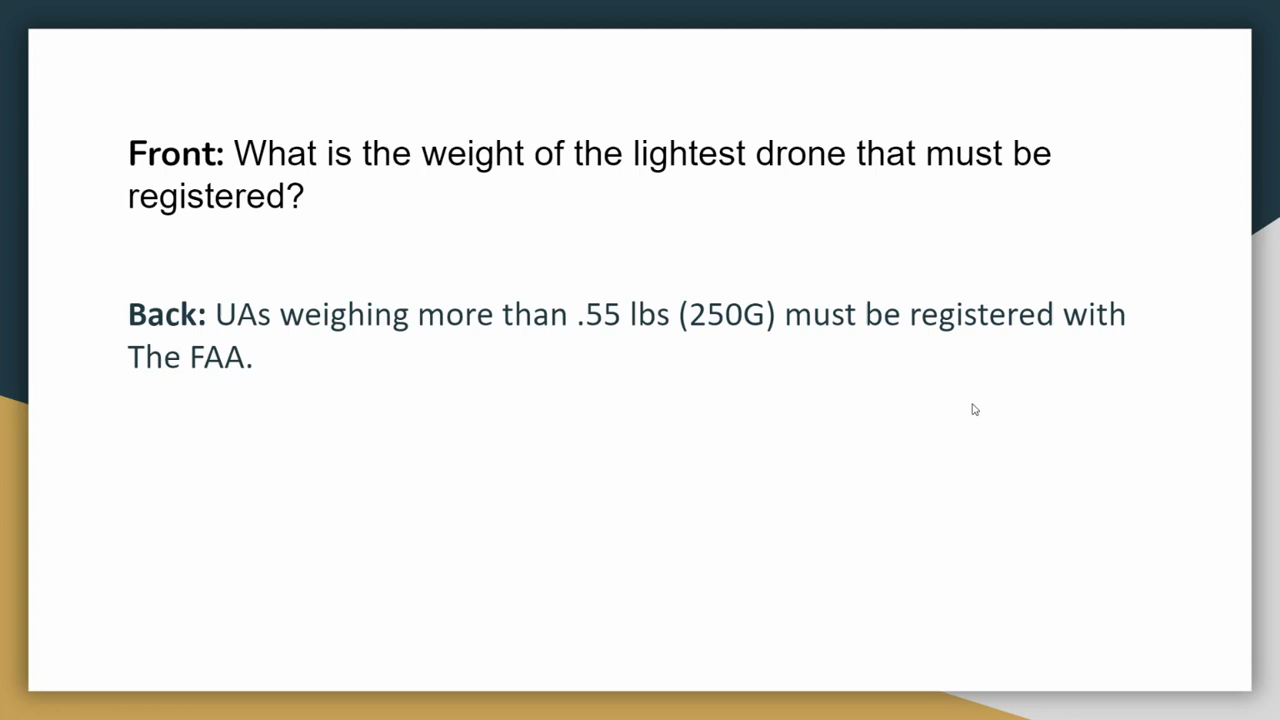 Front: What is the weight of the lightest drone that must be
registered?
Back: UAs weighing more than .55 lbs (250G) must be registered with
The FAA.